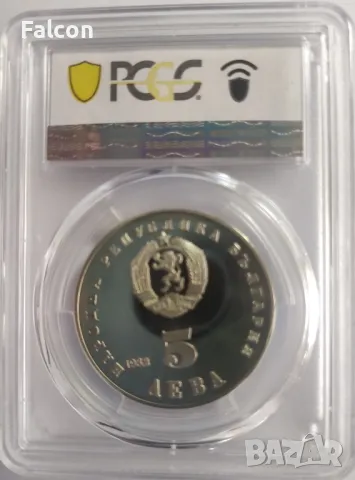 Falcon
PCGS
НАРОДНА РЕПУБЛИКА БЪЛГАРИЯ
5
ЛЕВА
BAZAR